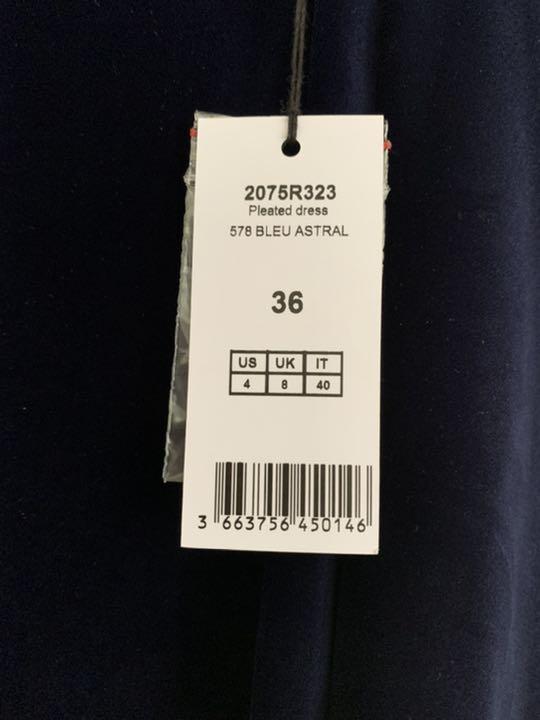 2075R323
Pleated dress
578 BLEU ASTRAL
36
US UK IT
4 8 40
3 663756 450146